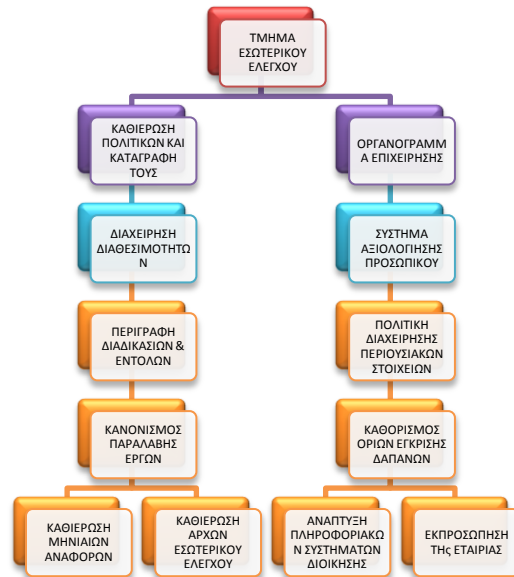 ΤΜΗΜΑ
ΕΣΩΤΕΡΙΚΟΥ
ΕΛΕΓΧΟΥ
ΚΑΘΙΕΡΩΣΗ
ΠΟΛΙΤΙΚΩΝ ΚΑΙ
ΚΑΤΑΓΡΑΦΗ
ΤΟΥΣ
ΟΡΓΑΝΟΓΡΑΜΜ
Α ΕΠΙΧΕΙΡΗΣΗΣ
ΔΙΑΧΕΙΡΗΣΗ
ΔΙΑΘΕΣΙΜΟΤΗΤΩ
Ν
ΣΥΣΤΗΜΑ
ΑΞΙΟΛΟΓΙΗΣΗΣ
ΠΡΟΣΩΠΙΚΟΥ
ΠΕΡΙΓΡΑΦΗ
ΔΙΑΔΙΚΑΣΙΩΝ &
ΕΝΤΟΛΩΝ
ΠΟΛΙΤΙΚΗ
ΔΙΑΧΕΙΡΗΣΗΣ
ΠΕΡΙΟΥΣΙΑΚΩΝ
ΣΤΟΙΧΕΙΩΝ
ΚΑΝΟΝΙΣΜΟΣ
ΠΑΡΑΛΑΒΗΣ
ΕΡΓΩΝ
ΚΑΘΟΡΙΣΜΟΣ
ΟΡΙΩΝ ΕΓΚΡΙΣΗΣ
ΔΑΠΑΝΩΝ
ΚΑΘΙΕΡΩΣΗ
ΜΗΝΙΑΙΩΝ
ΑΝΑΦΟΡΩΝ
ΚΑΘΙΕΡΩΣΗ
ΑΡΧΩΝ
ΕΣΩΤΕΡΙΚΟΥ
ΕΛΕΓΧΟΥ
ΑΝΑΠΤΥΞΗ
ΠΛΗΡΟΦΟΡΙΑΚΩ
Ν ΣΥΣΤΗΜΑΤΩΝ
ΔΙΟΙΚΗΣΗΣ
ΕΚΠΡΟΣΩΠΗΣΗ
ΤΗς ΕΤΑΙΡΙΑΣ